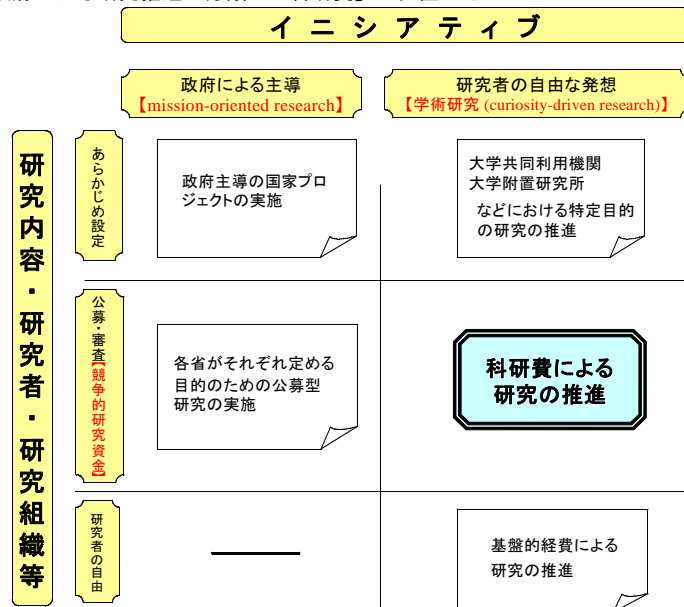 イニシアティブ
政府による主導
【mission-oriented research】
研究者の自由な発想
【学術研究 (curiosity-driven research)】
研究内容・研究者・研究組織等
あらかじめ設定
政府主導の国家プロ
ジェクトの実施
大学共同利用機関
大学附置研究所
などにおける特定目的
の研究の推進
公募・審査【競争的研究資金】
各省がそれぞれ定める
目的のための公募型
研究の実施
科研費による
研究の推進
研究者の自由
基盤的経費による
研究の推進